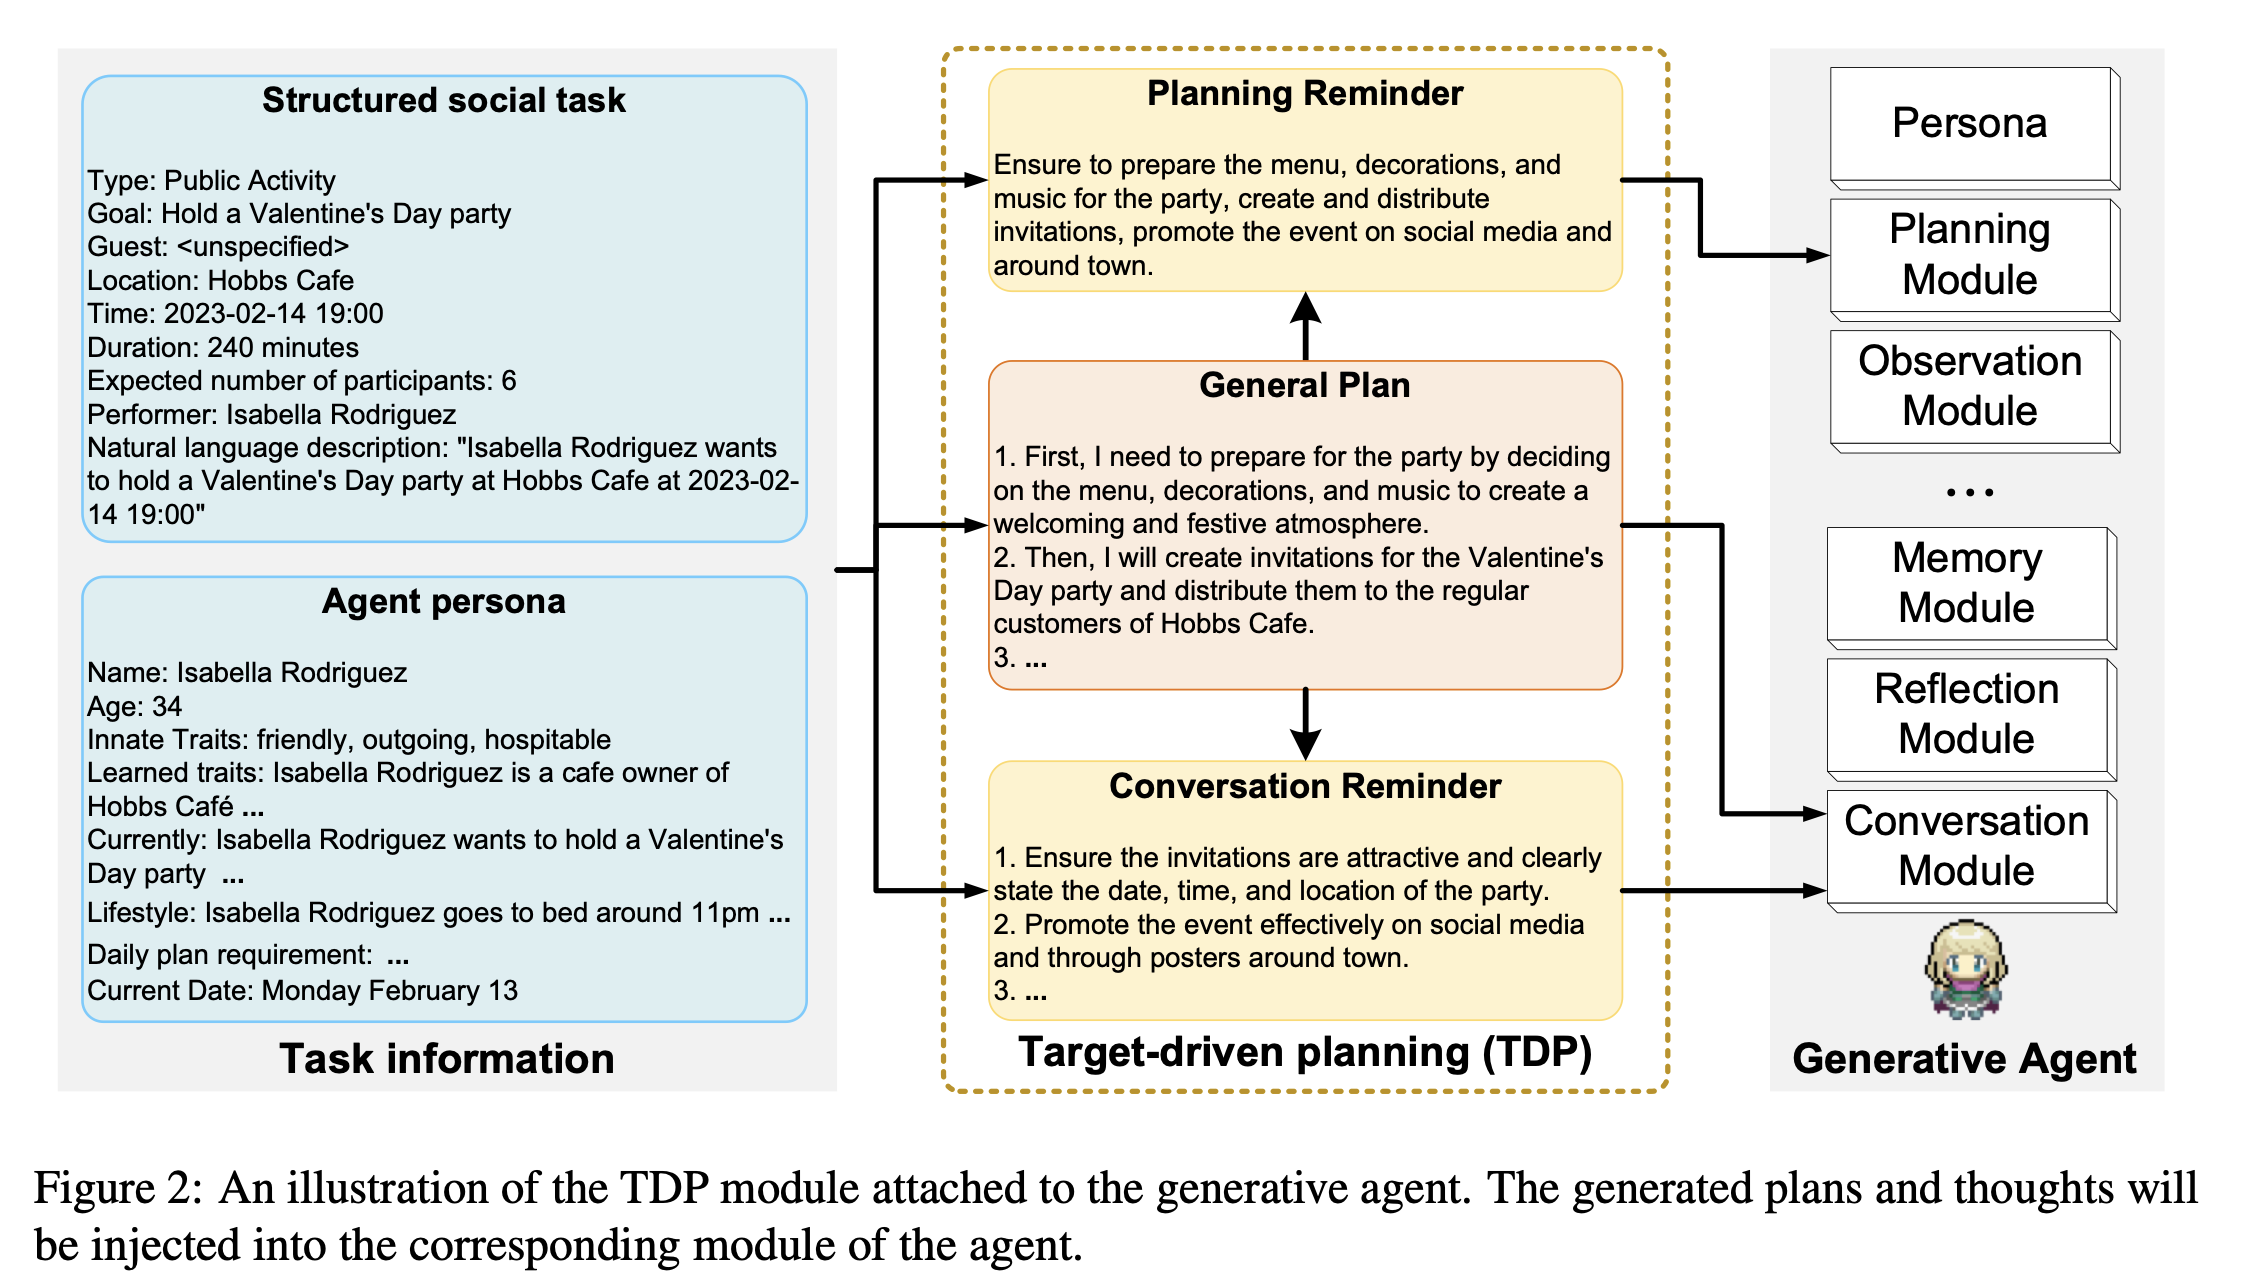 Structured social task
Type: Public Activity
Goal: Hold a Valentine's Day party
Guest: <unspecified>
Location: Hobbs Cafe
Time: 2023-02-14 19:00
Duration: 240 minutes
Expected number of participants: 6
Performer: Isabella Rodriguez
Natural language description: "Isabella Rodriguez wants
to hold a Valentine's Day party at Hobbs Cafe at 2023-02-
14 19:00"
Agent persona
Name: Isabella Rodriguez
Age: 34
Innate Traits: friendly, outgoing, hospitable
Learned traits: Isabella Rodriguez is a cafe owner of
Hobbs Café ...
Currently: Isabella Rodriguez wants to hold a Valentine's
Day party ...
Lifestyle: Isabella Rodriguez goes to bed around 11pm ...
Daily plan requirement: ...
Current Date: Monday February 13
Task information
Planning Reminder
Ensure to prepare the menu, decorations, and
music for the party, create and distribute
invitations, promote the event on social media and
around town.
General Plan
1. First, I need to prepare for the party by deciding
on the menu, decorations, and music to create a
welcoming and festive atmosphere.
2. Then, I will create invitations for the Valentine's
Day party and distribute them to the regular
customers of Hobbs Cafe.
3. ...
Conversation Reminder
1. Ensure the invitations are attractive and clearly
state the date, time, and location of the party.
2. Promote the event effectively on social media
and through posters around town.
3. ...
Target-driven planning (TDP)
Persona
Planning
Module
Observation
Module
...
Memory
Module
Reflection
Module
Conversation
Module
Generative Agent
Figure 2: An illustration of the TDP module attached to the generative agent. The generated plans and thoughts will
be injected into the corresponding module of the agent.